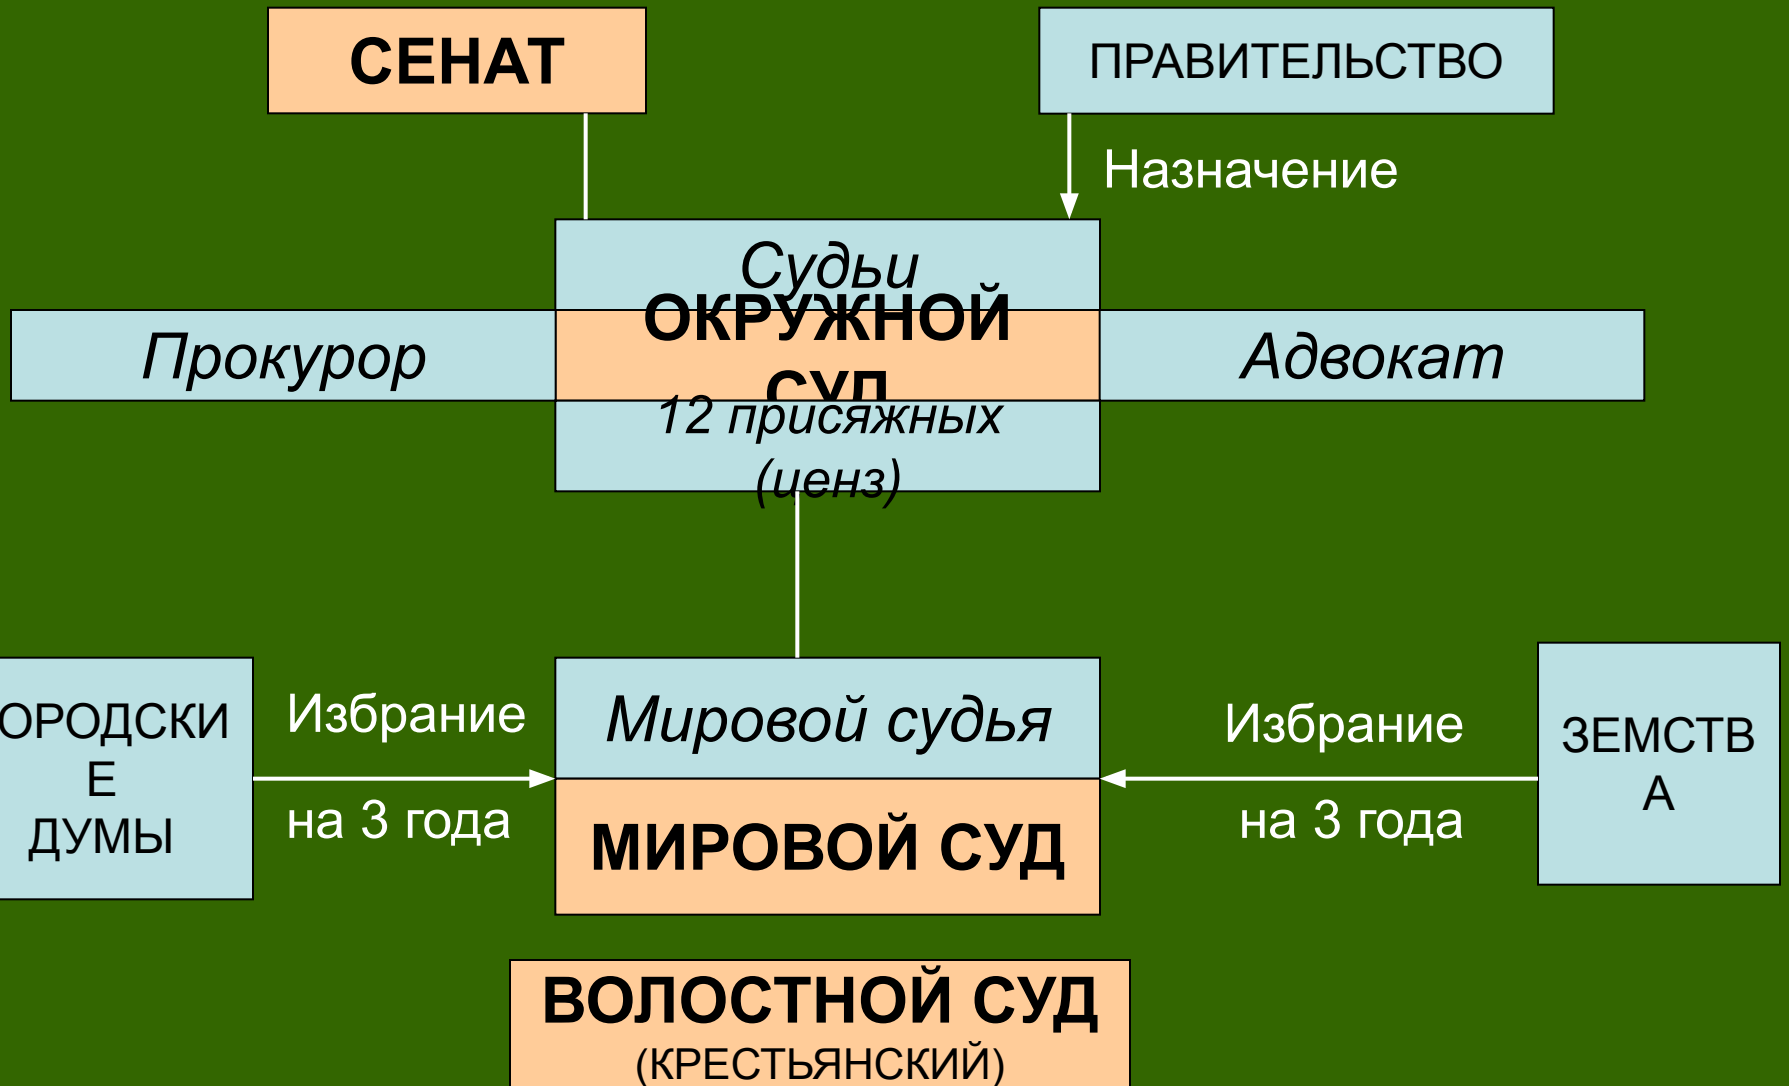 СЕНАТ
ПРАВИТЕЛЬСТВО
Назначение
Судьи
ОКРУЖНОЙ
СУД
Прокурор
Адвокат
12 присяжных
(ценз)
ОРОДСКИ
Е
ДУМЫ
Избрание
на 3 года
Мировой судья
МИРОВОЙ СУД
Избрание
на 3 года
ЗЕМСТВ
А
ВОЛОСТНОЙ СУД
(КРЕСТЬЯНСКИЙ)